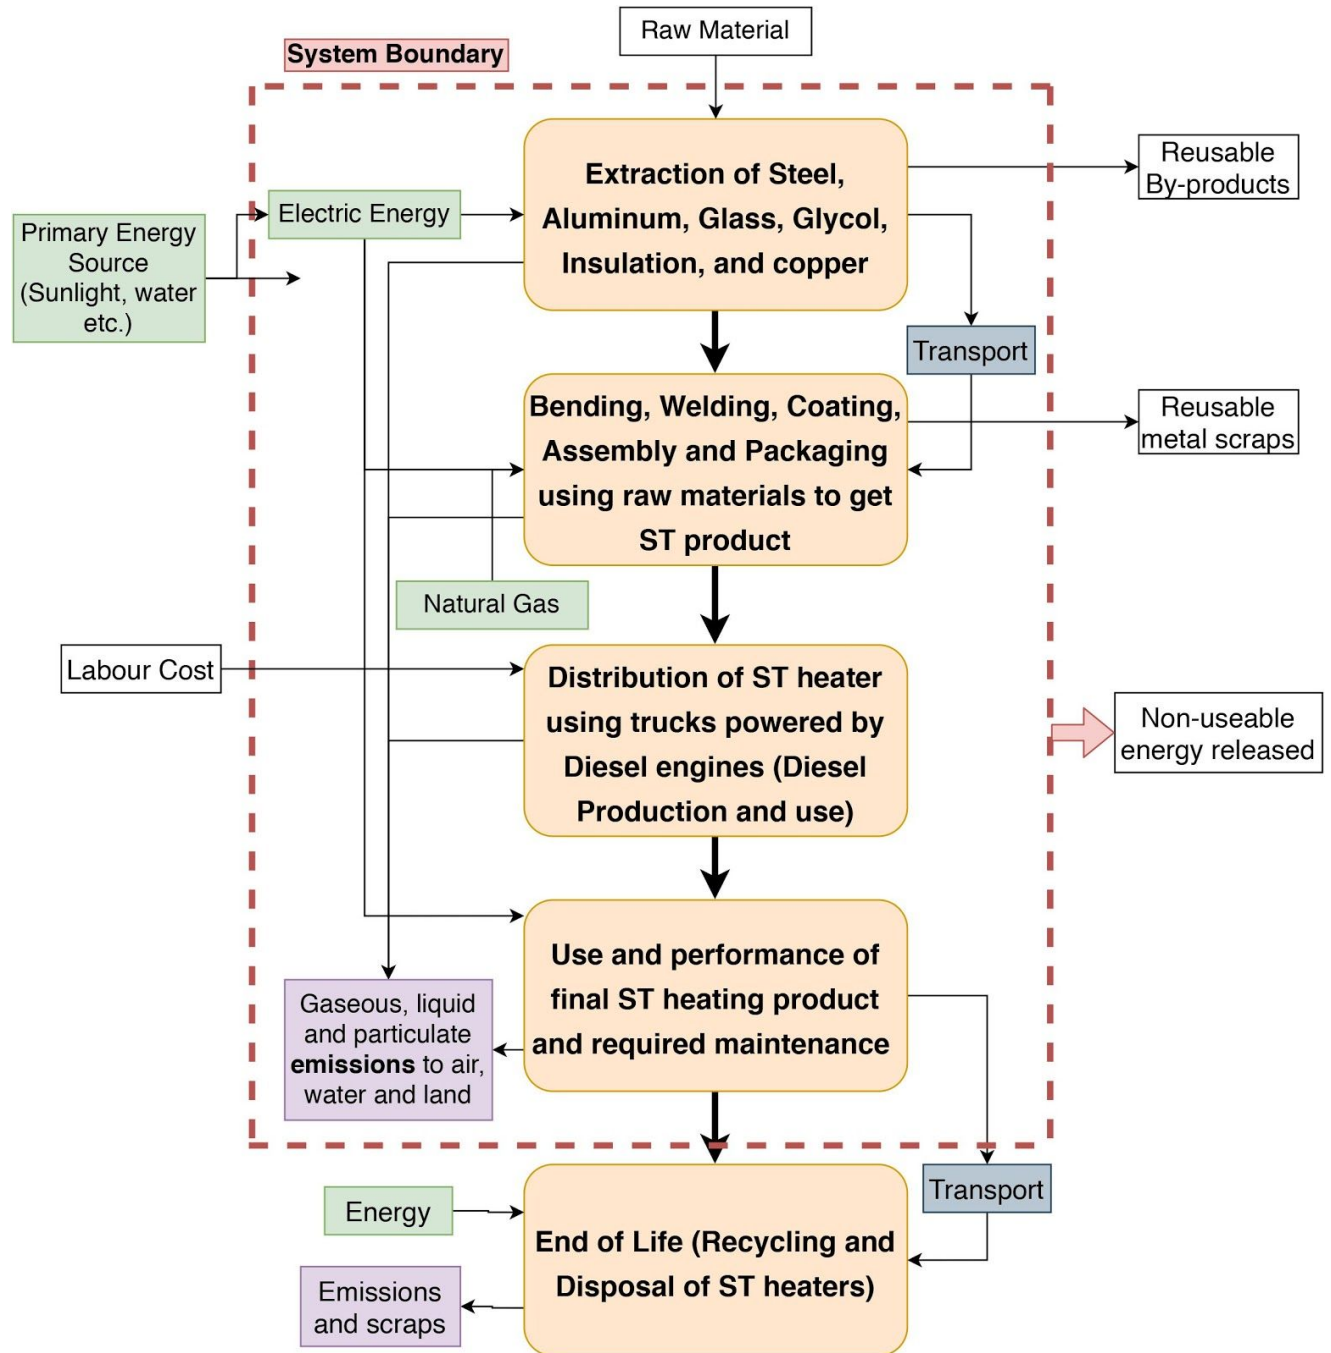 Raw Material
System Boundary
Extraction of Steel,
Aluminum, Glass, Glycol,
Insulation, and copper
Reusable
By-products
Electric Energy
Primary Energy
Source
(Sunlight, water
etc.)
Transport
Bending, Welding, Coating,
Assembly and Packaging
using raw materials to get
ST product
Reusable
metal scraps
Natural Gas
Labour Cost
Distribution of ST heater
using trucks powered by
Diesel engines (Diesel
Production and use)
Non-useable
energy released
Use and performance of
final ST heating product
and required maintenance
Gaseous, liquid
and particulate
emissions to air,
water and land
Transport
Energy
End of Life (Recycling and
Disposal of ST heaters)
Emissions
and scraps